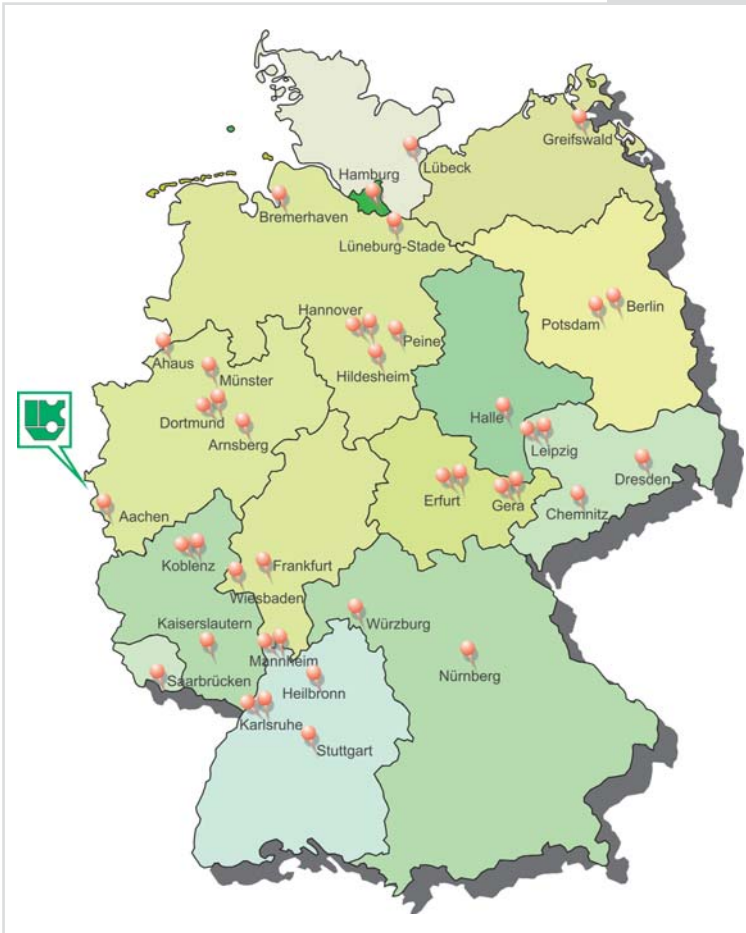 Greifswald
Lübeck
Hamburg
Bremerhaven
Lüneburg-Stade
Berlin
Potsdam
Hannover
Peine
Ahaus
Hildesheim
Münster
Dortmund
Halle
Arnsberg
Leipzig
Dresden
Erfurt
Gera
Chemnitz
Aachen
Koblenz
Frankfurt
Wiesbaden
Würzburg
Kaiserslautern
Mannheim
Nürnberg
Saarbrücken
Heilbronn
Karlsruhe
Stuttgart